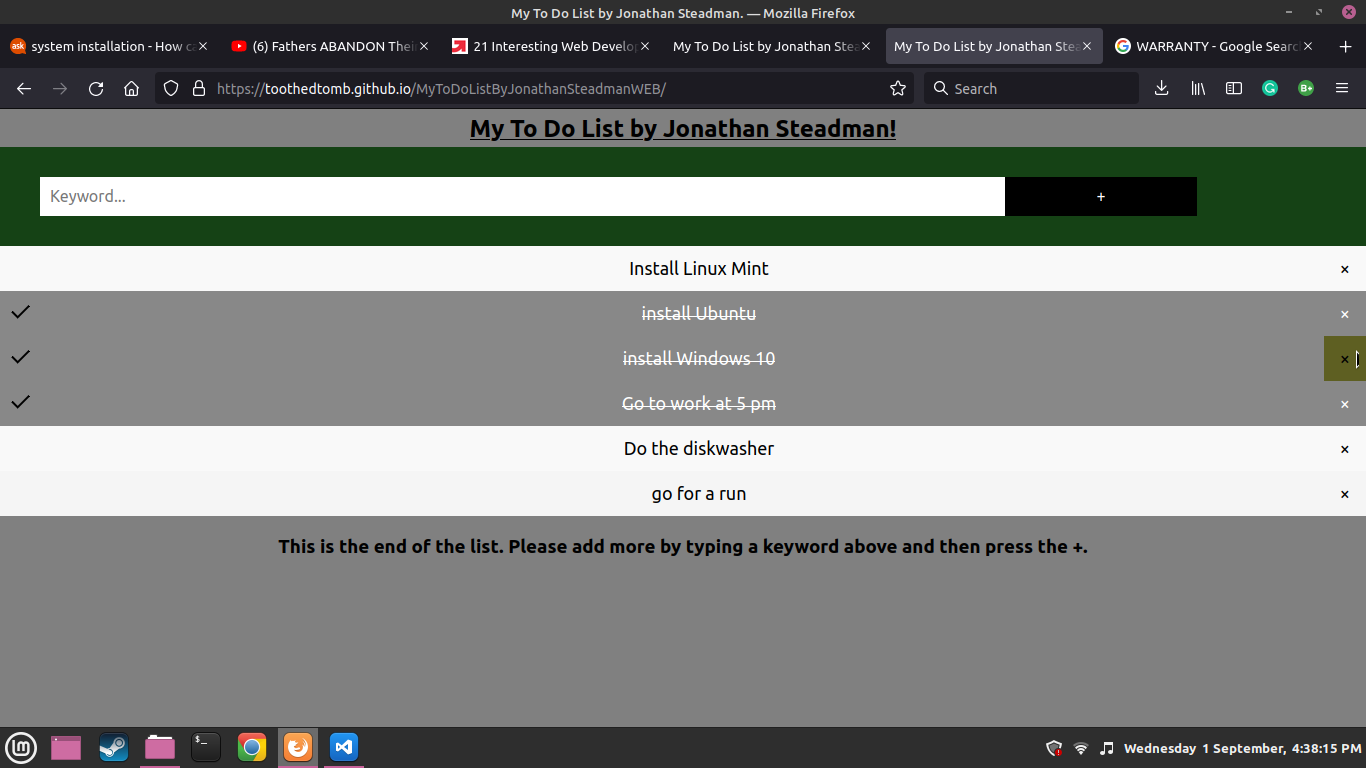 My To Do List by Jonathan Steadman. — Mozilla Firefox
system installation - How ca
(6) Fathers ABANDON Thei
21 Interesting Web Develo
My To Do List by Jonathan Stea
My To Do List by Jonathan Stea
WARRANTY - Google Search
https://toothedtomb.github.io/MyToDoListByJonathanSteadmanWEB/
Search
My To Do List by Jonathan Steadman!
Keyword...
+
Install Linux Mint ×
install Ubuntu ×
install Windows 10 ×
Go to work at 5 pm ×
Do the diskwasher ×
go for a run ×
This is the end of the list. Please add more by typing a keyword above and then press the +.
Wednesday 1 September, 4:38:15 PM